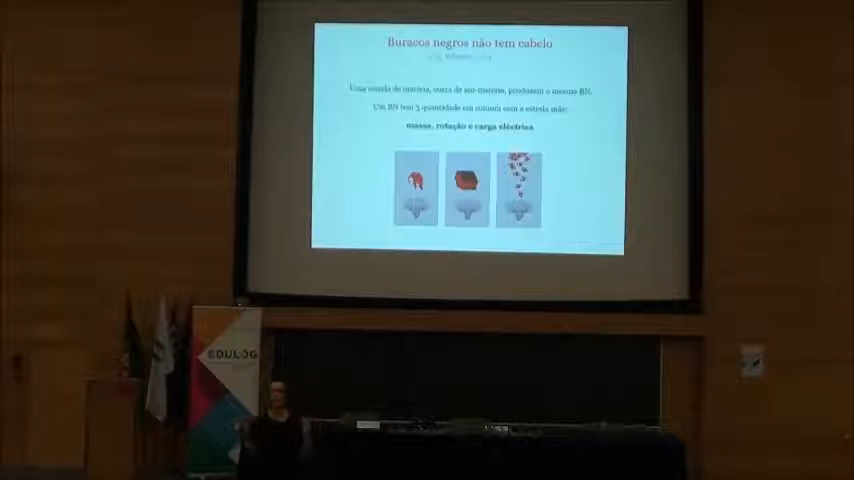 Buracos negros não tem cabelo
Uma estrela de matéria, outra de anti-matéria, produzem o mesmo BN.
Um BN tem 3 quantidade em comum com a estrela mãe:
massa, rotação e carga eléctrica
EDULOG